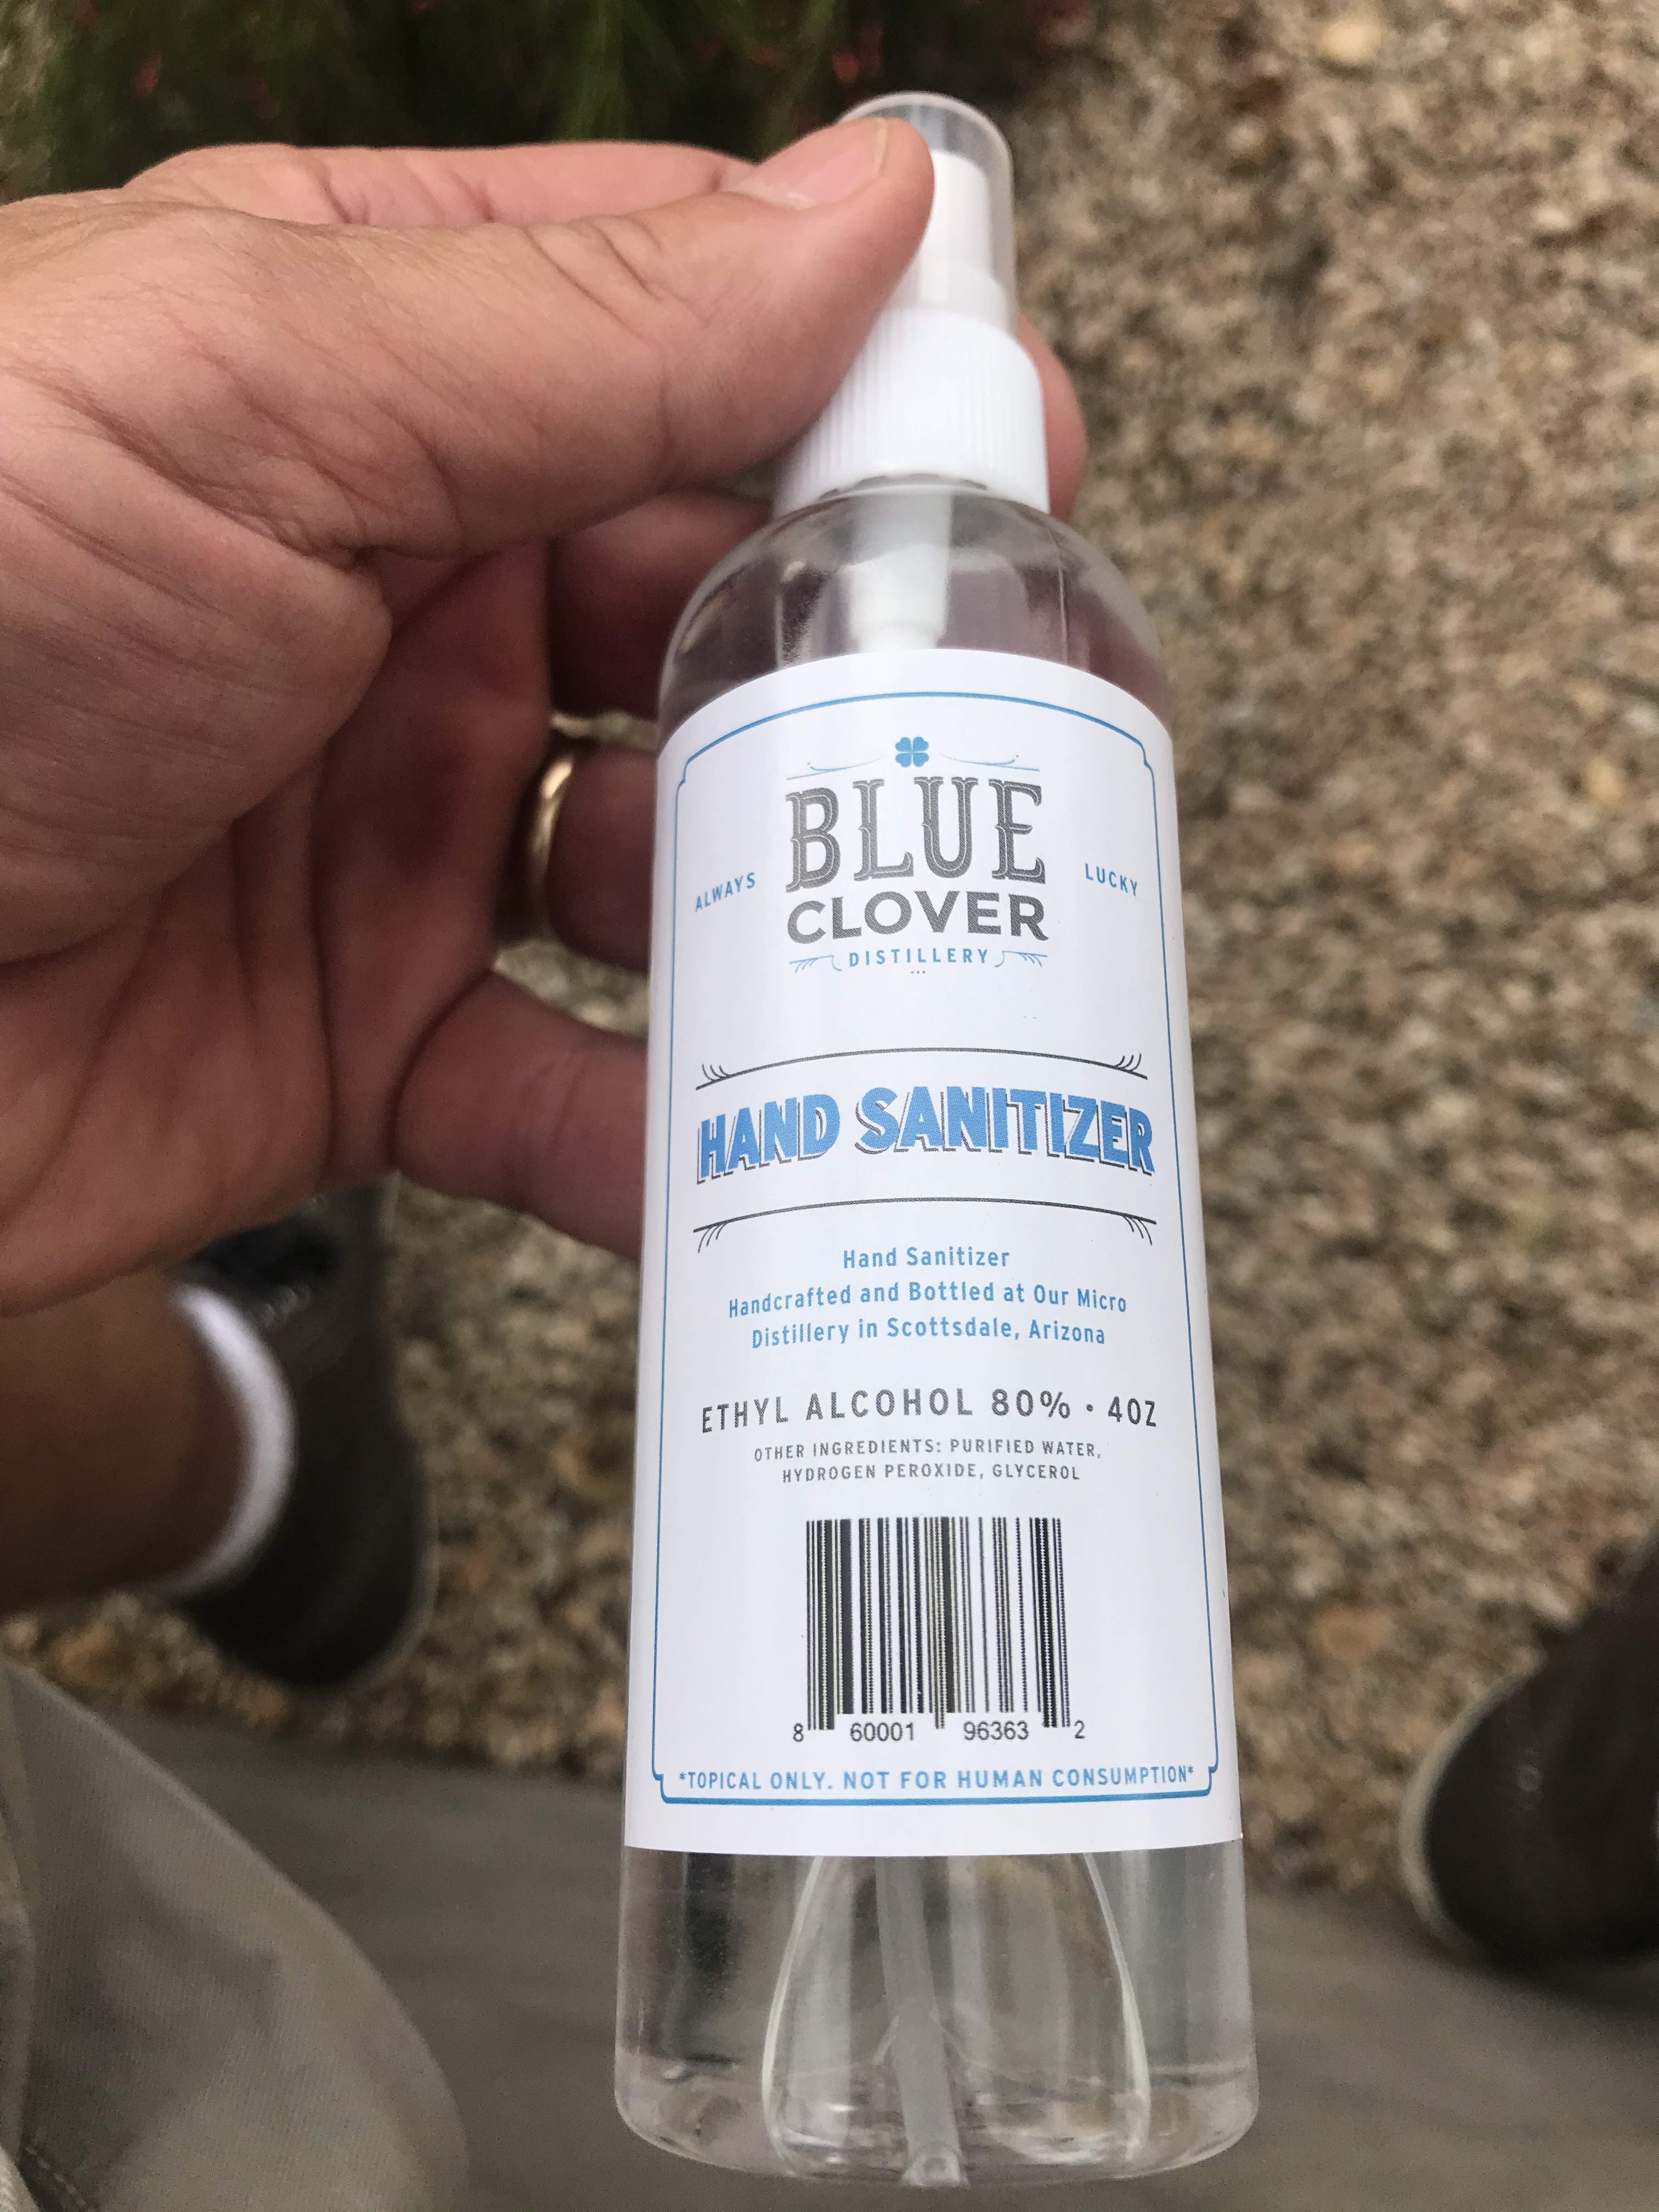 BLUE
ALWAYS
LUCKY
CLOVER
DISTILLERY
HAND SANITIZER
Hand Sanitizer
Handcrafted and Bottled at Our Micro
Distillery in Scottsdale, Arizona
ETHYL ALCOHOL 80% · 4OZ
OTHER INGREDIENTS: PURIFIED WATER,
HYDROGEN PEROXIDE, GLYCEROL
8 60001 96363 2
*TOPICAL ONLY. NOT FOR HUMAN CONSUMPTION*